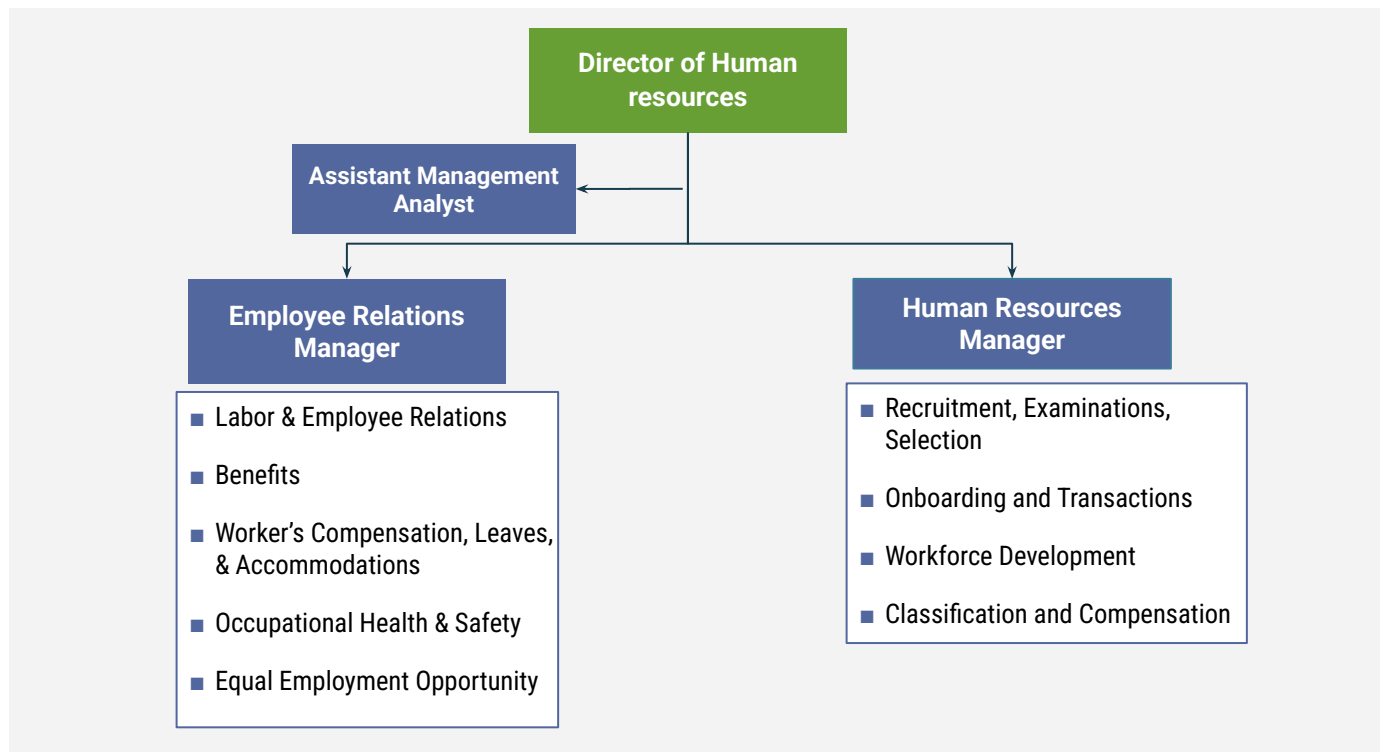 Director of Human
resources
Assistant Management
Analyst
Employee Relations
Manager
■ Labor & Employee Relations
■ Benefits
■ Worker’s Compensation, Leaves,
& Accommodations
■ Occupational Health & Safety
■ Equal Employment Opportunity
Human Resources
Manager
■ Recruitment, Examinations,
Selection
■ Onboarding and Transactions
■ Workforce Development
■ Classification and Compensation